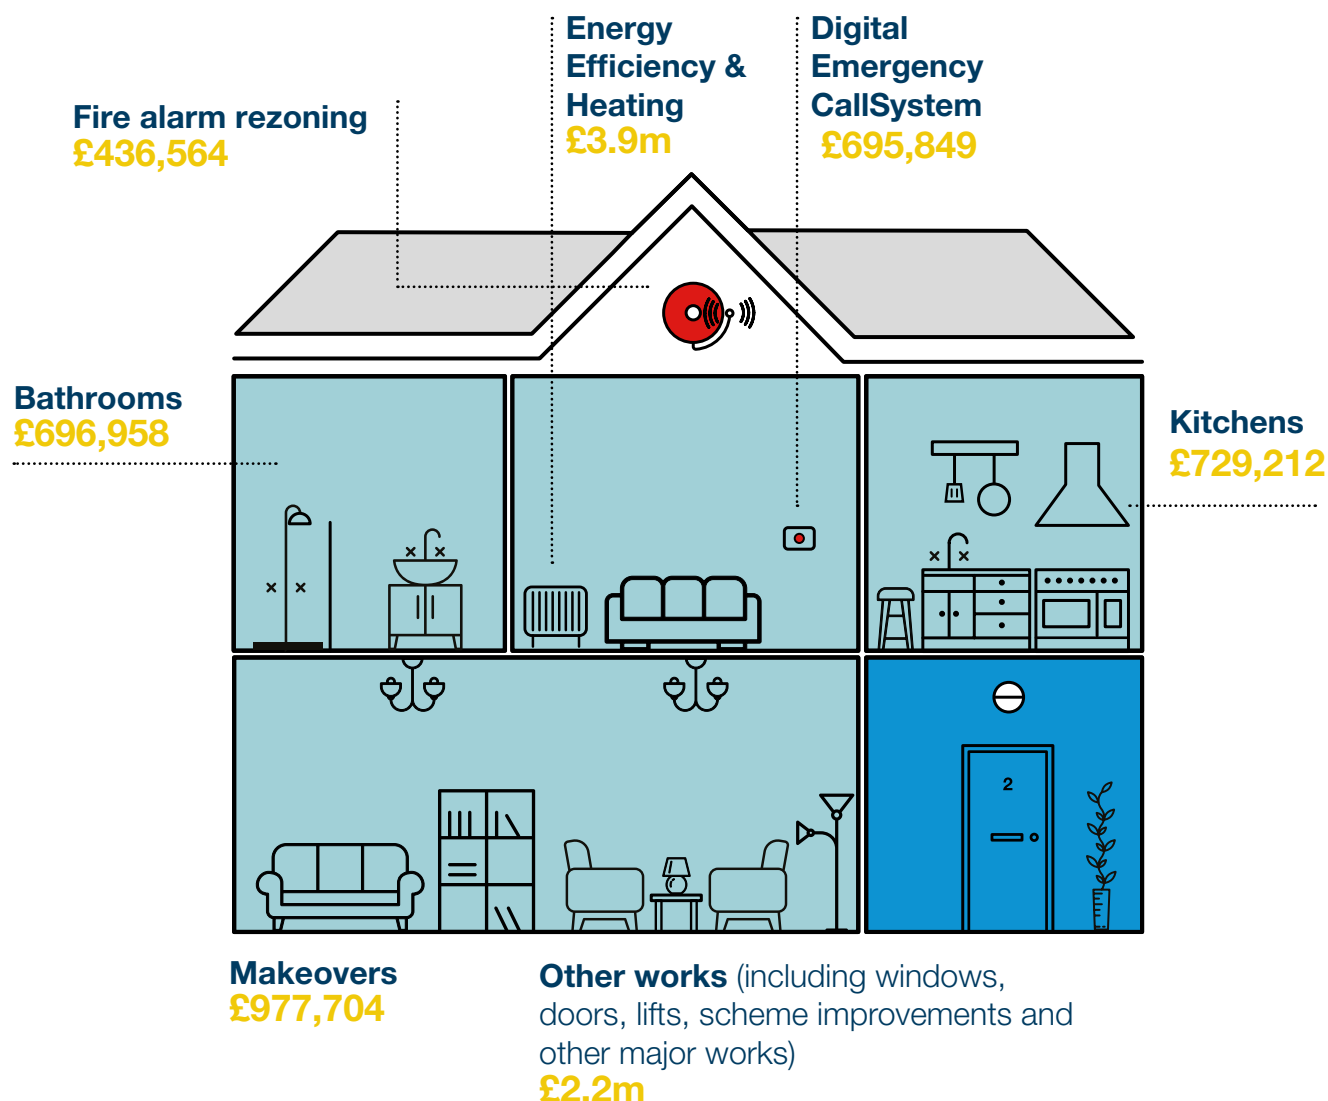 Energy
Efficiency &
Heating
£3.9m
Digital
Emergency
CallSystem
£695,849
Fire alarm rezoning
£436,564
Bathrooms
£696,958
Kitchens
£729,212
2
Makeovers
£977,704
Other works (including windows,
doors, lifts, scheme improvements and
other major works)
£2.2m